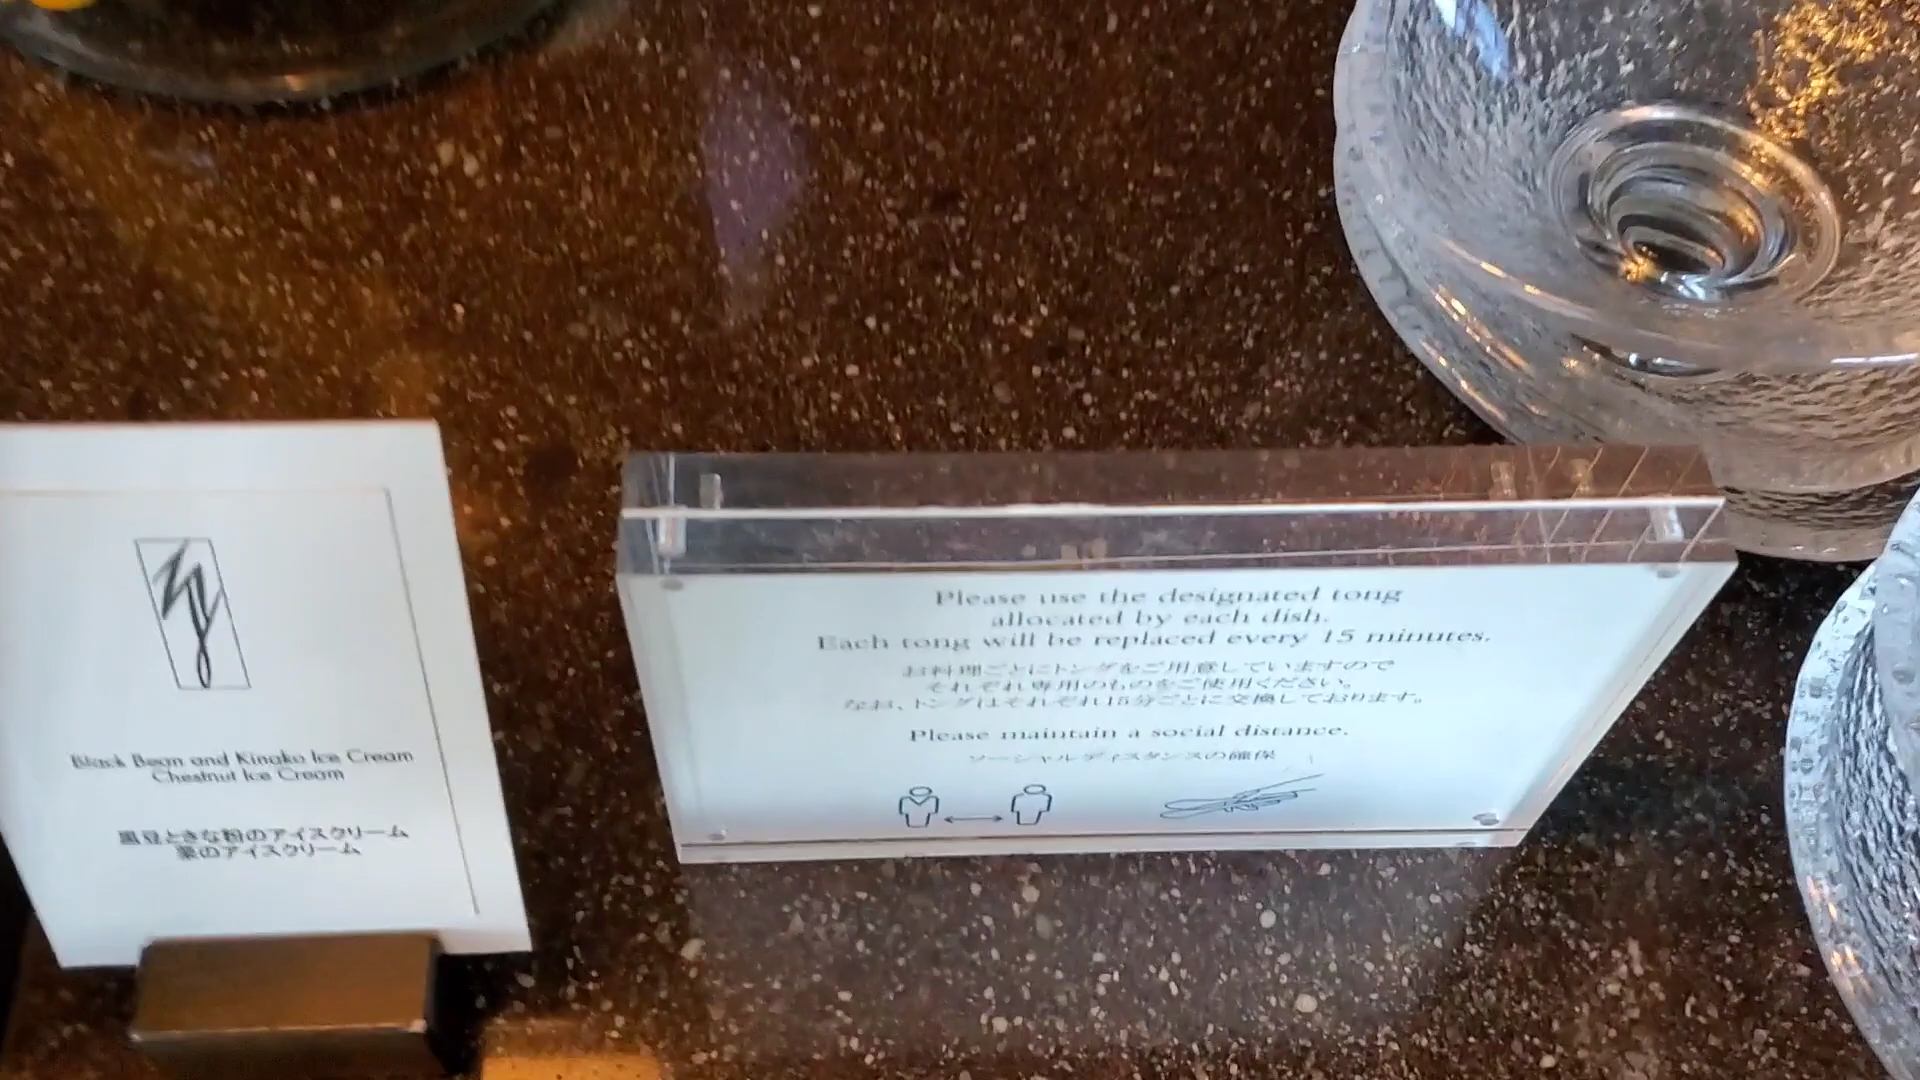 Black Bean and Kinako Ice Cream
Chestnut Ice Cream
黒豆ときな粉のアイスクリーム
栗のアイスクリーム
Please use the designated tong
allocated by each dish.
Each tong will be replaced every 15 minutes.
お料理ごとにトングをご用意していますので
それぞれ専用のものをご使用ください。
なお、トングはそれぞれ15分ごとに交換しております。
Please maintain a social distance.
ソーシャルディスタンスの確保